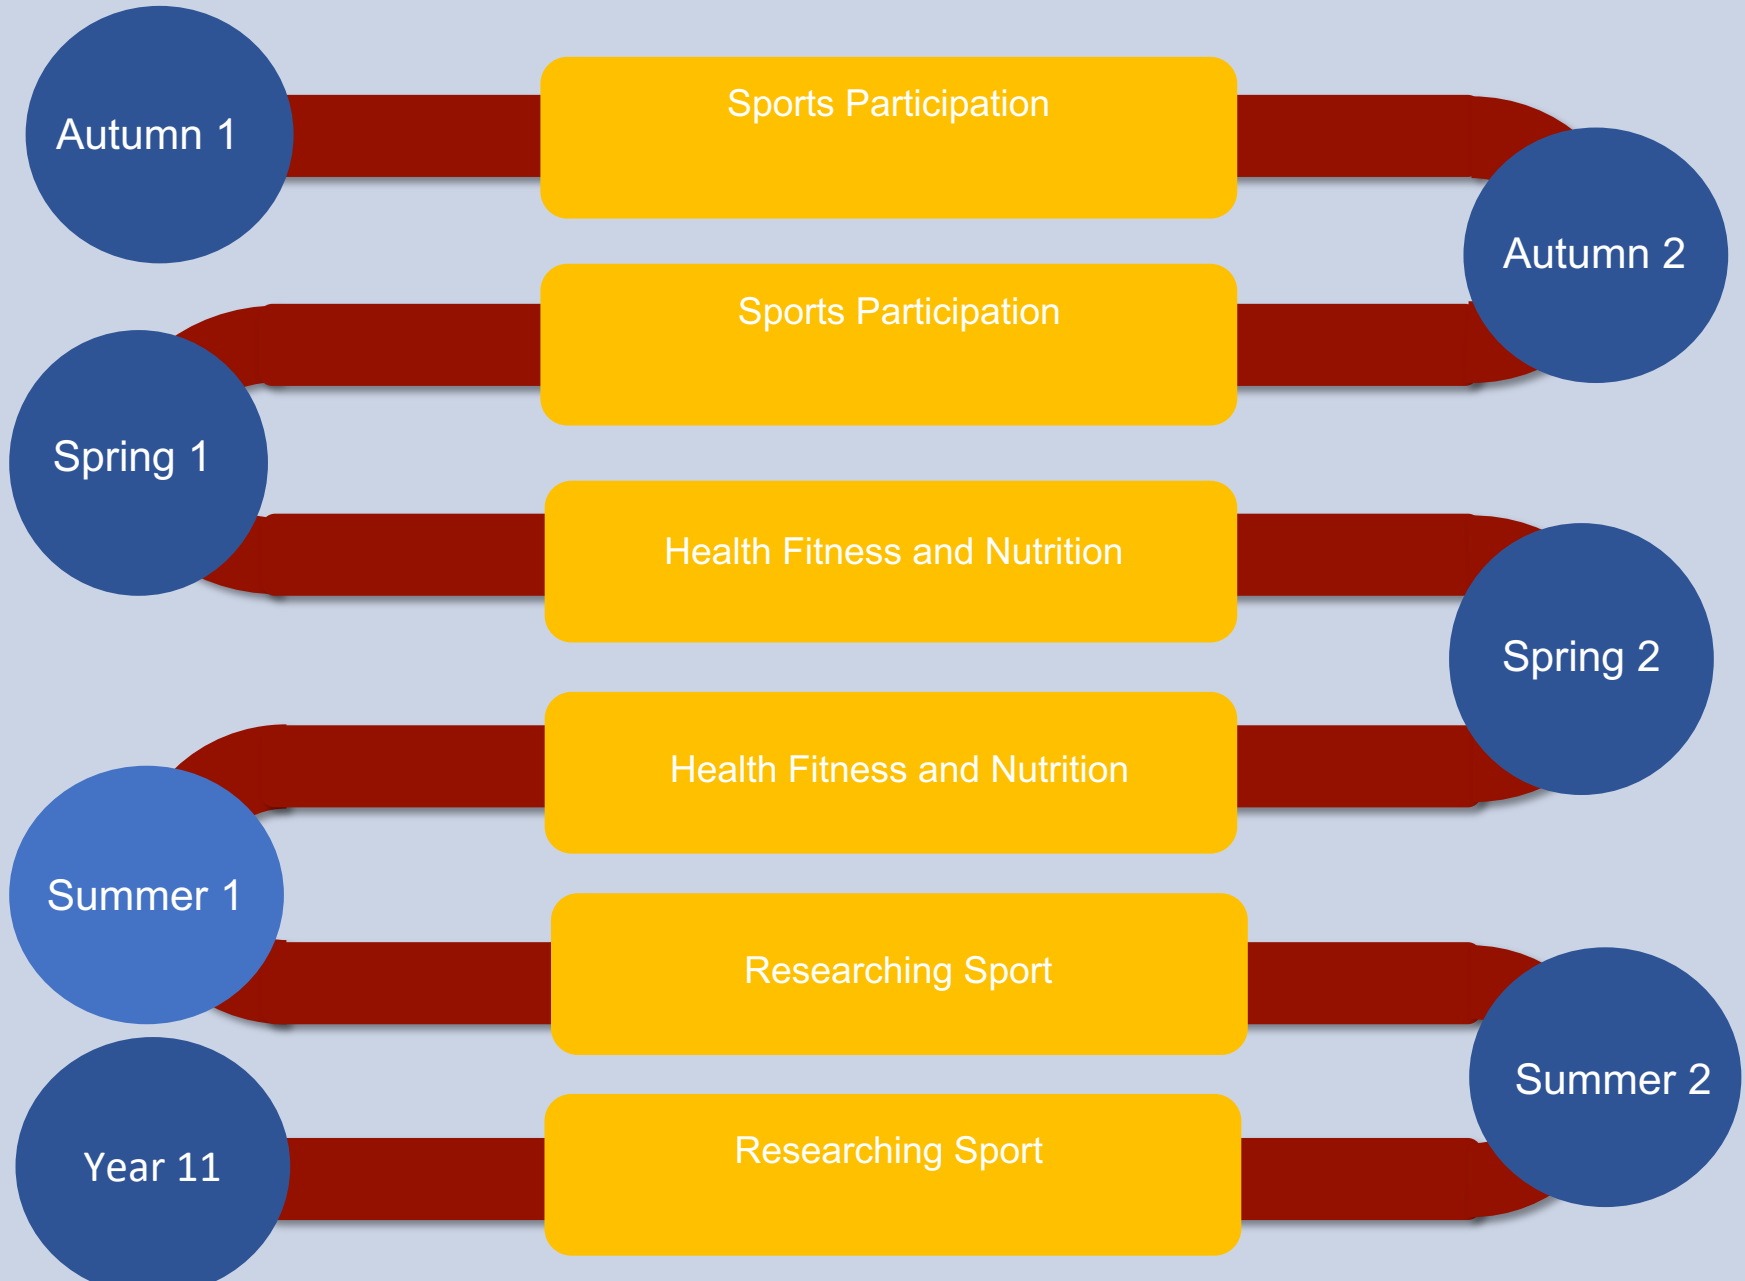 Autumn 1
Sports Participation
Autumn 2
Sports Participation
Spring 1
Health Fitness and Nutrition
Spring 2
Health Fitness and Nutrition
Summer 1
Researching Sport
Summer 2
Researching Sport
Year 11